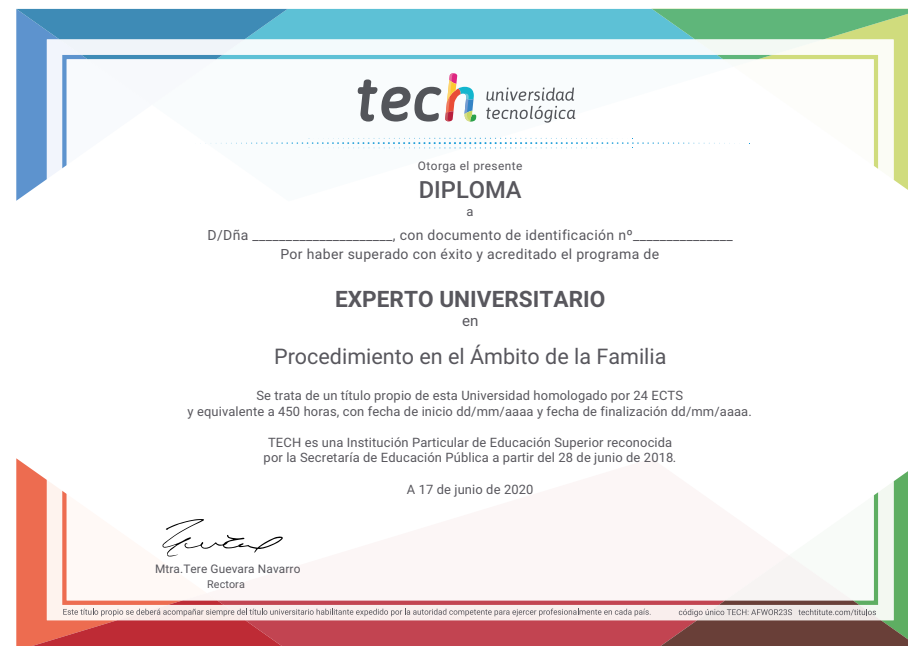 tech universidad
tecnológica
Otorga el presente
DIPLOMA
a
D/Dña ______________________, con documento de identificación nº_______________
Por haber superado con éxito y acreditado el programa de
EXPERTO UNIVERSITARIO
en
Procedimiento en el Ámbito de la Familia
Se trata de un título propio de esta Universidad homologado por 24 ECTS
y equivalente a 450 horas, con fecha de inicio dd/mm/aaaa y fecha de finalización dd/mm/aaaa.
TECH es una Institución Particular de Educación Superior reconocida
por la Secretaría de Educación Pública a partir del 28 de junio de 2018.
A 17 de junio de 2020
Mtra.Tere Guevara Navarro
Rectora
Este título propio se deberá acompañar siempre del título universitario habilitante expedido por la autoridad competente para ejercer profesionalmente en cada país. código único TECH: AFWOR23S techtitute.com/titulos